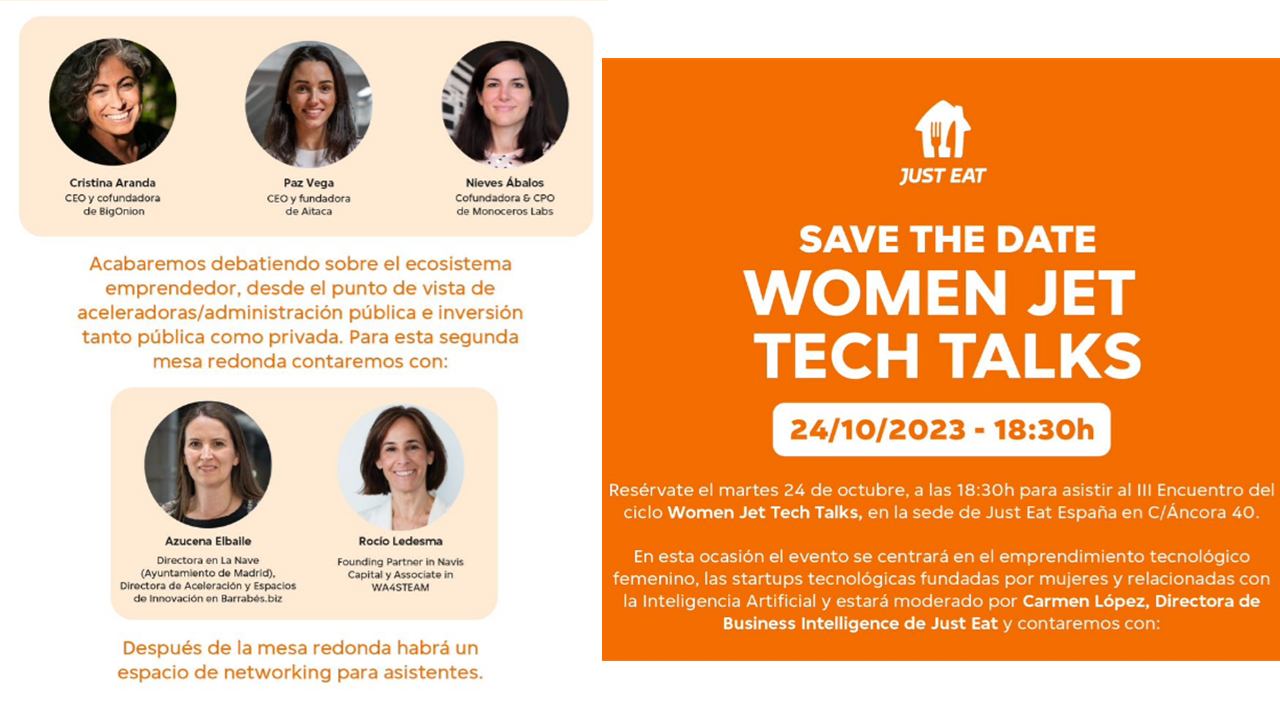 Cristina Aranda
CEO y cofundadora
de BigOnion
Paz Vega
CEO y fundadora
de Aitaca
Nieves Ábalos
Cofundadora & CPO
de Monoceros Labs
Acabaremos debatiendo sobre el ecosistema
emprendedor, desde el punto de vista de
aceleradoras/administración pública e inversión
tanto pública como privada. Para esta segunda
mesa redonda contaremos con:
Azucena Elbaile
Directora en La Nave
(Ayuntamiento de Madrid),
Directora de Aceleración y Espacios
de Innovación en Barrabés.biz
Rocío Ledesma
Founding Partner in Navis
Capital y Associate in
WA4STEAM
Después de la mesa redonda habrá un
espacio de networking para asistentes.
JUST EAT
SAVE THE DATE
WOMEN JET
TECH TALKS
24/10/2023 - 18:30h
Resérvate el martes 24 de octubre, a las 18:30h para asistir al III Encuentro del
ciclo Women Jet Tech Talks, en la sede de Just Eat España en C/Áncora 40.
En esta ocasión el evento se centrará en el emprendimiento tecnológico
femenino, las startups tecnológicas fundadas por mujeres y relacionadas con
la Inteligencia Artificial y estará moderado por Carmen López, Directora de
Business Intelligence de Just Eat y contaremos con: